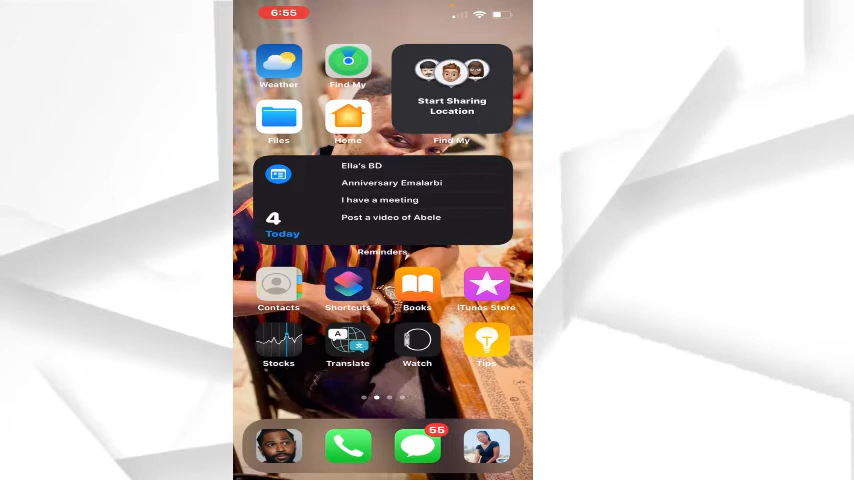 6:55
Weather
Find My
Start Sharing
Location
Files
Home
Find My
Ella's BD
Anniversary Emalarbi
I have a meeting
Post a video of Abele
4
Today
Reminders
Contacts
Shortcuts
Books
iTunes Store
A
文
Stocks
Translate
Watch
Tips
55